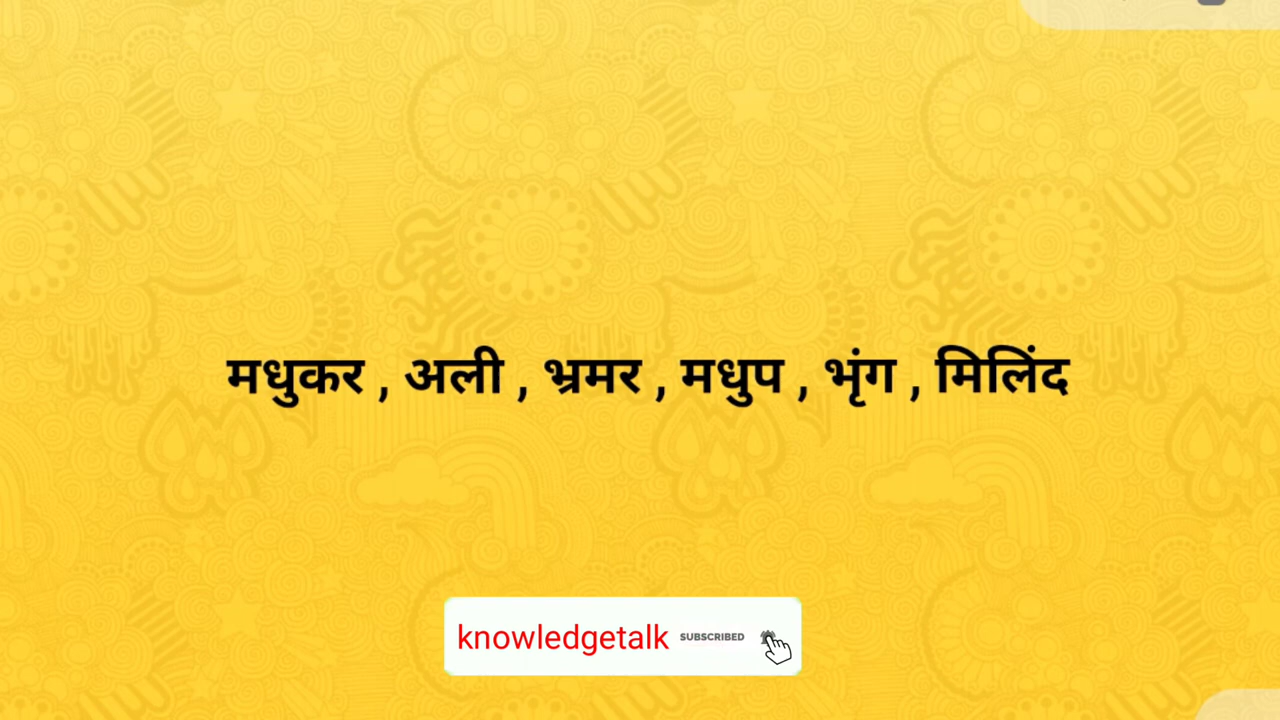 मधुकर , अली , भ्रमर , मधुप , भृंग , मिलिंद
knowledgetalk SUBSCRIBED